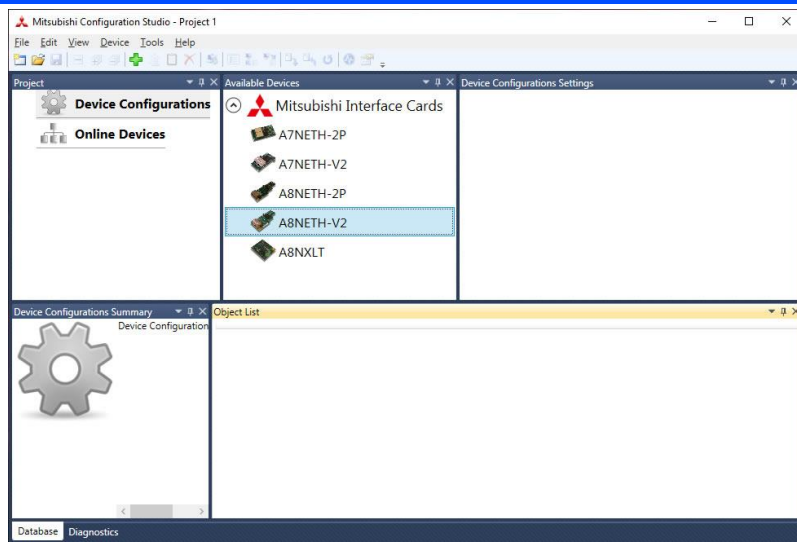 Mitsubishi Configuration Studio - Project 1
File Edit View Device Tools Help
Project
Device Configurations
Online Devices
Available Devices
Mitsubishi Interface Cards
A7NETH-2P
A7NETH-V2
A8NETH-2P
A8NETH-V2
A8NXLT
Device Configurations Settings
Device Configurations Summary
Device Configuration
Object List
Database Diagnostics